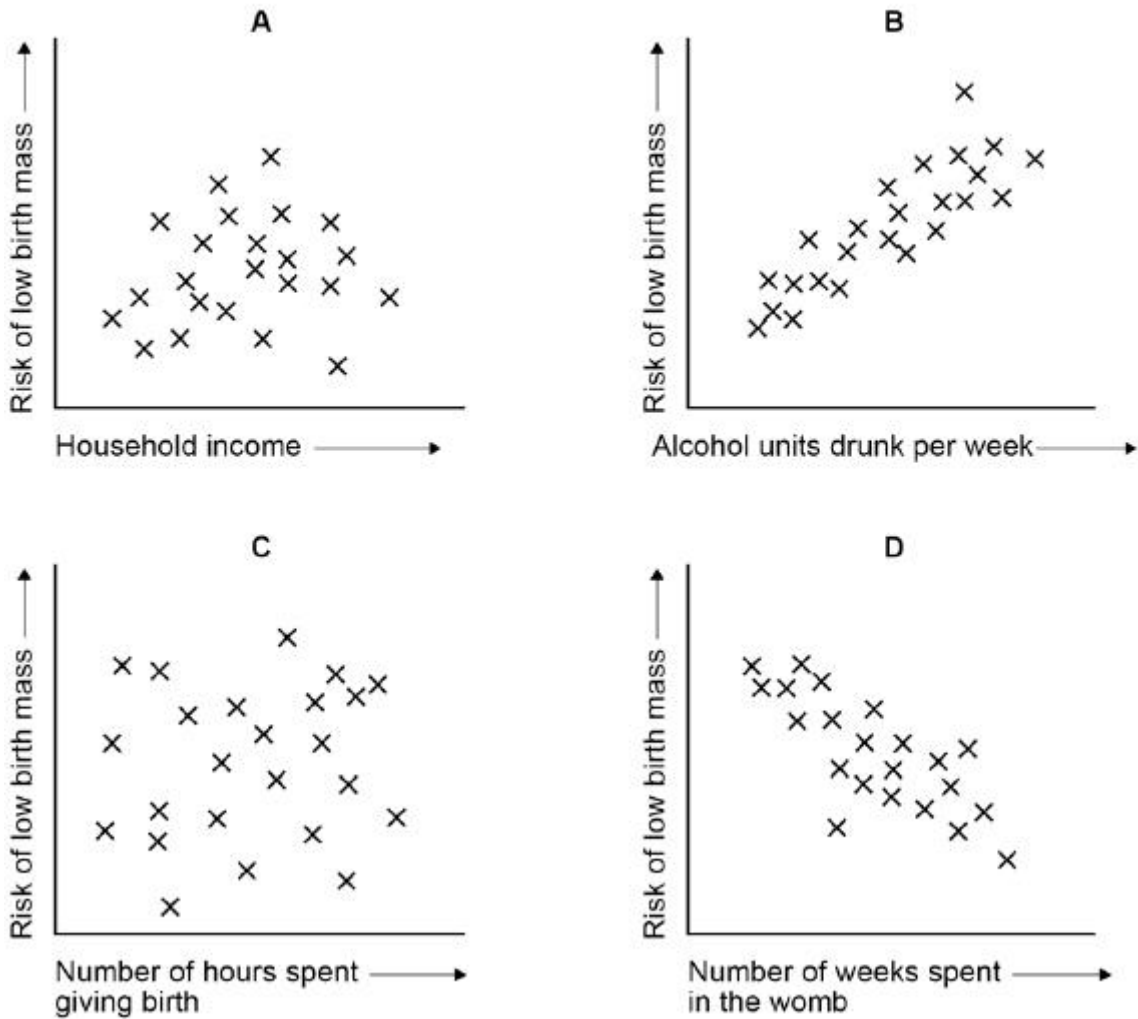 A
Risk of low birth mass
Household income
B
Risk of low birth mass
Alcohol units drunk per week
C
Risk of low birth mass
Number of hours spent
giving birth
D
Risk of low birth mass
Number of weeks spent
in the womb